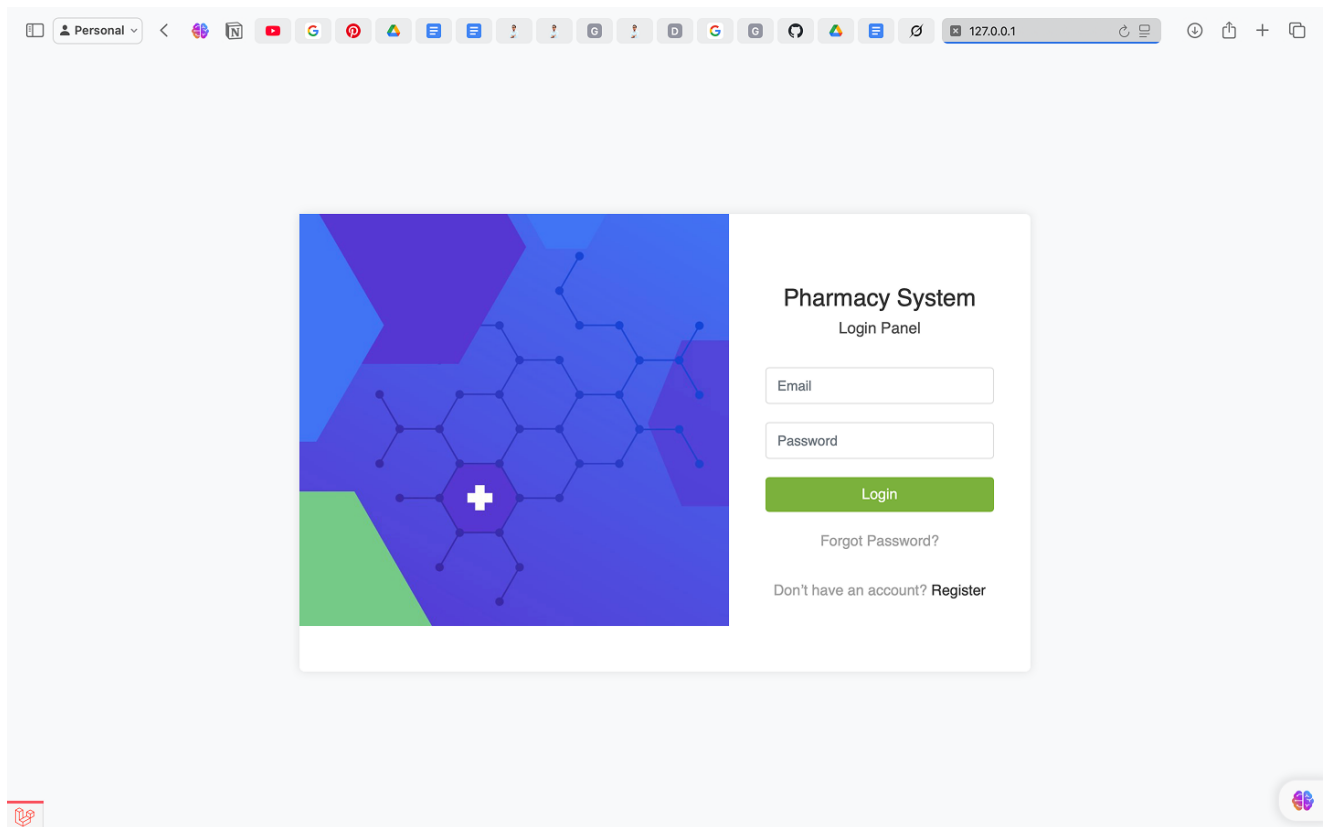 Personal
127.0.0.1
G
G
D
G
G
Pharmacy System
Login Panel
Email
Password
Login
Forgot Password?
Don't have an account? Register